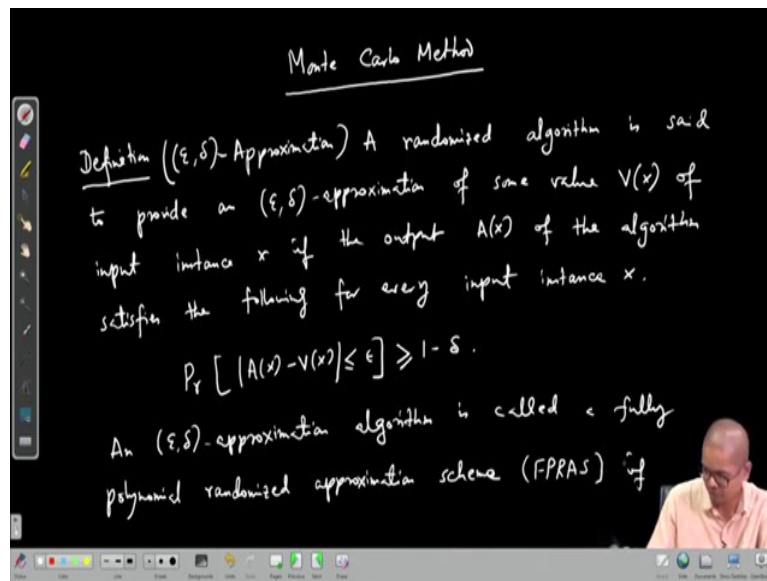 Monte Carlo Method
Definition ((ε, δ)-Approximation) A randomized algorithm is said
to provide an (ε, δ)-approximation of some value V(x) of
input instance x if the output A(x) of the algorithm
satisfies the following for every input instance x.
Pr [ |A(x) - V(x)| ≤ ϵ ] ⩾ 1 - δ.
An (ε, δ)-approximation algorithm is called a fully
polynomial randomized approximation scheme (FPRAS) if